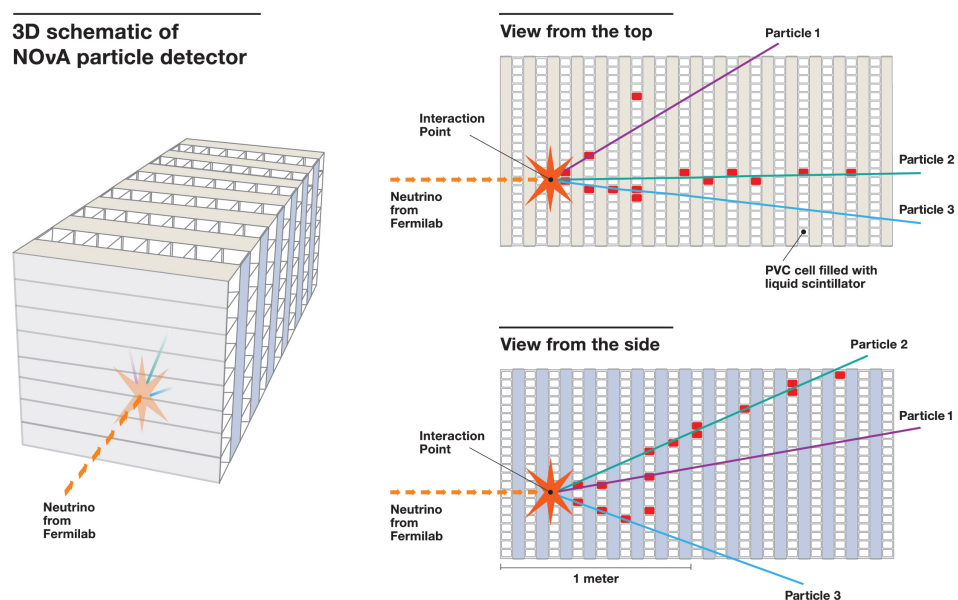 3D schematic of
NOvA particle detector
Neutrino
from
Fermilab
View from the top
Particle 1
Interaction
Point
Particle 2
Neutrino
from
Fermilab
Particle 3
PVC cell filled with
liquid scintillator
View from the side
Particle 2
Particle 1
Interaction
Point
Neutrino
from
Fermilab
1 meter
Particle 3